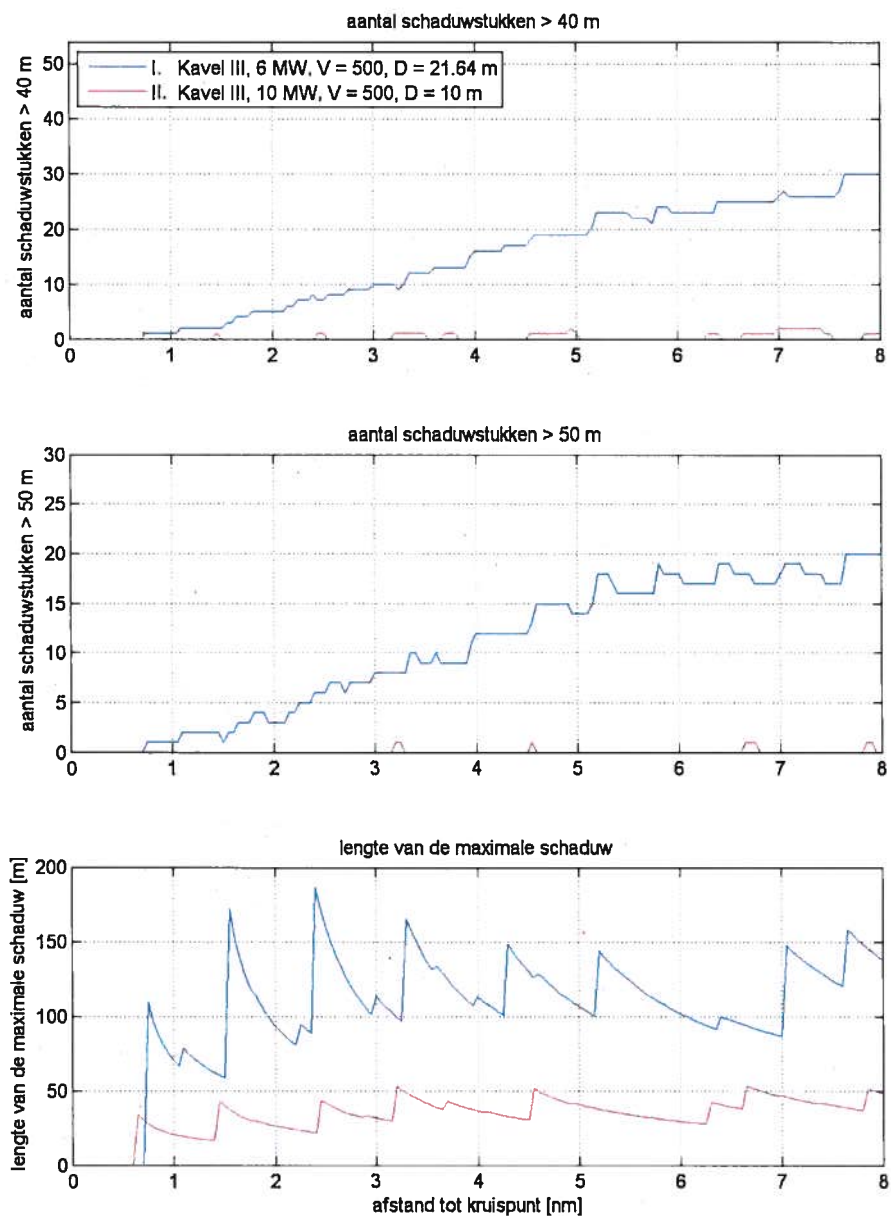 aantal schaduwstukken > 40 m
aantal schaduwstukken > 40 m
I. Kavel III, 6 MW, V = 500, D = 21.64 m
II. Kavel III, 10 MW, V = 500, D = 10 m
50
40
30
20
10
0
0 1 2 3 4 5 6 7 8
aantal schaduwstukken > 50 m
aantal schaduwstukken > 50 m
30
25
20
15
10
5
0
0 1 2 3 4 5 6 7 8
lengte van de maximale schaduw
lengte van de maximale schaduw [m]
200
150
100
50
0
0 1 2 3 4 5 6 7 8
afstand tot kruispunt [nm]